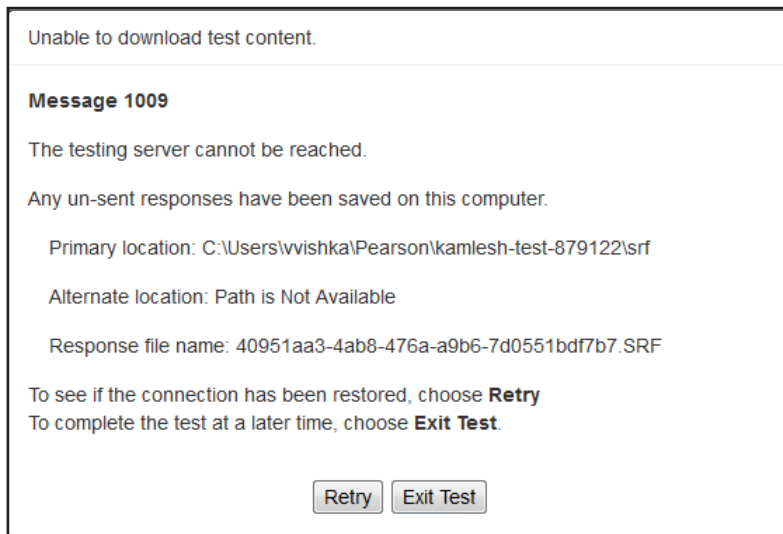 Unable to download test content.
Message 1009
The testing server cannot be reached.
Any un-sent responses have been saved on this computer.
Primary location: C:\Users\vvishka\Pearson\kamlesh-test-879122\srf
Alternate location: Path is Not Available
Response file name: 40951aa3-4ab8-476a-a9b6-7d0551bdf7b7.SRF
To see if the connection has been restored, choose Retry
To complete the test at a later time, choose Exit Test.
Retry Exit Test